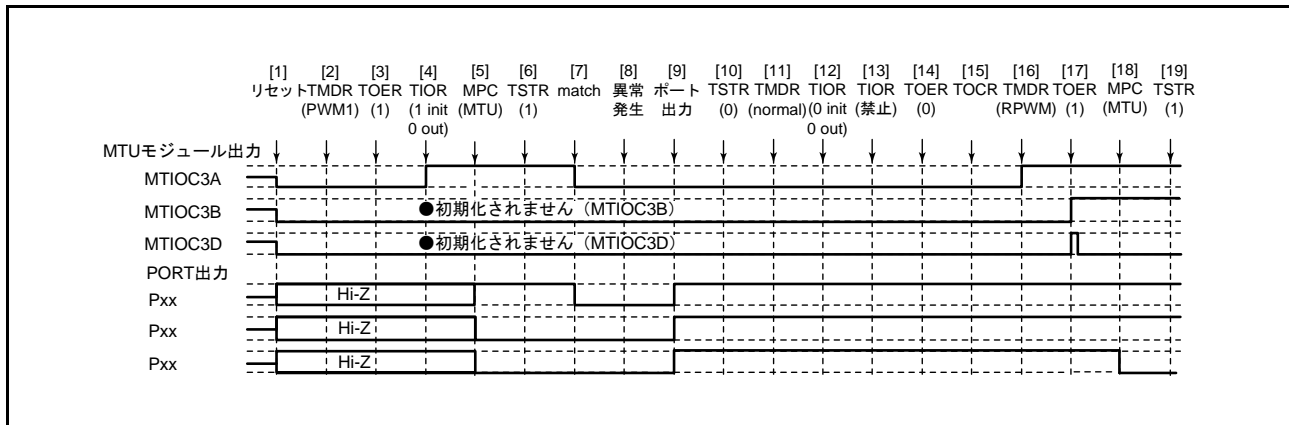 [1] [2] [3] [4] [5] [6] [7] [8] [9] [10] [11] [12] [13] [14] [15] [16] [17] [18] [19]
リセット TMDR TOER TIOR MPC TSTR match 異常 ポート TSTR TMDR TIOR TIOR TOER TOCR TMDR TOER MPC TSTR
(PWM1) (1) (1 init (MTU) (1) 発生 出力 (0) (normal) (0 init (禁止) (0) (RPWM) (1) (MTU) (1)
0 out) 0 out)
MTUモジュール出力
MTIOC3A
MTIOC3B ●初期化されません（MTIOC3B）
MTIOC3D ●初期化されません（MTIOC3D）
PORT出力
Pxx Hi-Z
Pxx Hi-Z
Pxx Hi-Z